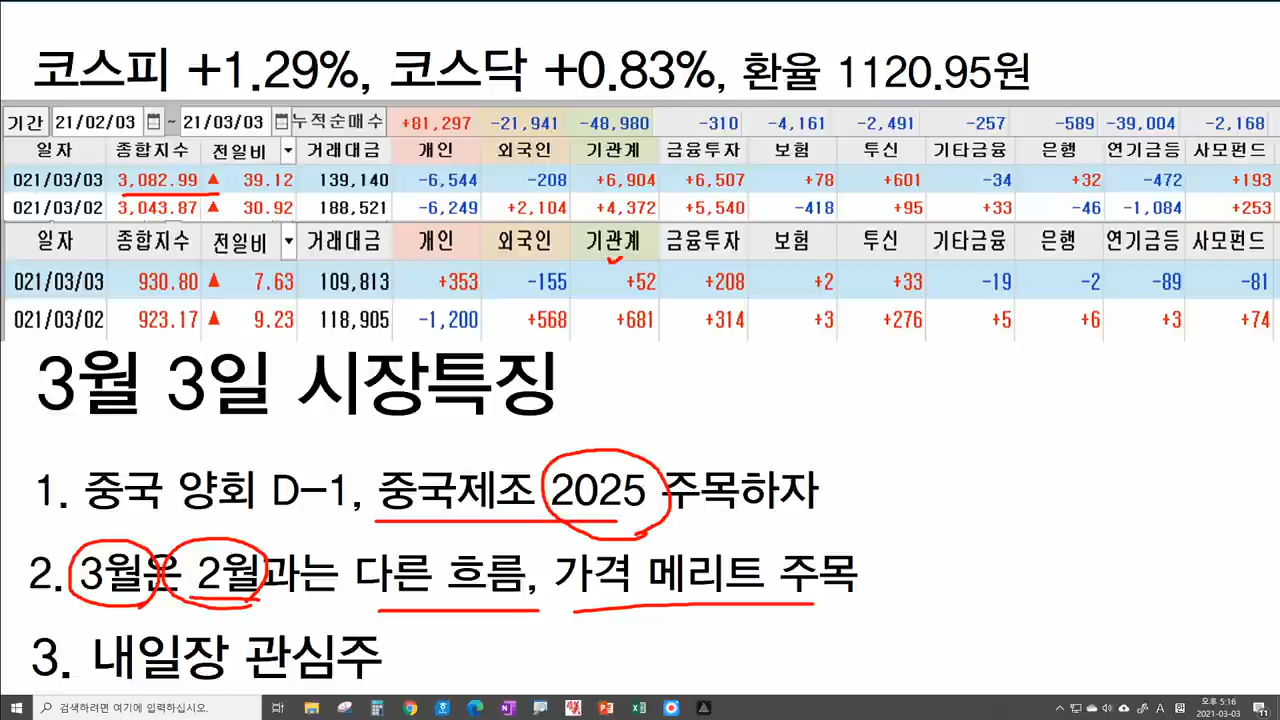 코스피 +1.29%, 코스닥 +0.83%, 환율 1120.95원
기간 21/02/03 ~ 21/03/03 누적순매수 +81,297 -21,941 -48,980 -310 -4,161 -2,491 -257 -589 -39,004 -2,168
일자 종합지수 전일비 거래대금 개인 외국인 기관계 금융투자 보험 투신 기타금융 은행 연기금등 사모펀드
021/03/03 3,082.99 ▲ 39.12 139,140 -6,544 -208 +6,904 +6,507 +78 +601 -34 +32 -472 +193
021/03/02 3,043.87 ▲ 30.92 188,521 -6,249 +2,104 +4,372 +5,540 -418 +95 +33 -46 -1,084 +253
일자 종합지수 전일비 거래대금 개인 외국인 기관계 금융투자 보험 투신 기타금융 은행 연기금등 사모펀드
021/03/03 930.80 ▲ 7.63 109,813 +353 -155 +52 +208 +2 +33 -19 -2 -89 -81
021/03/02 923.17 ▲ 9.23 118,905 -1,200 +568 +681 +314 +3 +276 +5 +6 +3 +74
3월 3일 시장특징
1. 중국 양회 D-1, 중국제조 2025 주목하자
2. 3월은 2월과는 다른 흐름, 가격 메리트 주목
3. 내일장 관심주
검색하려면 여기에 입력하십시오.
A 오후 5:16
2021-03-03
11